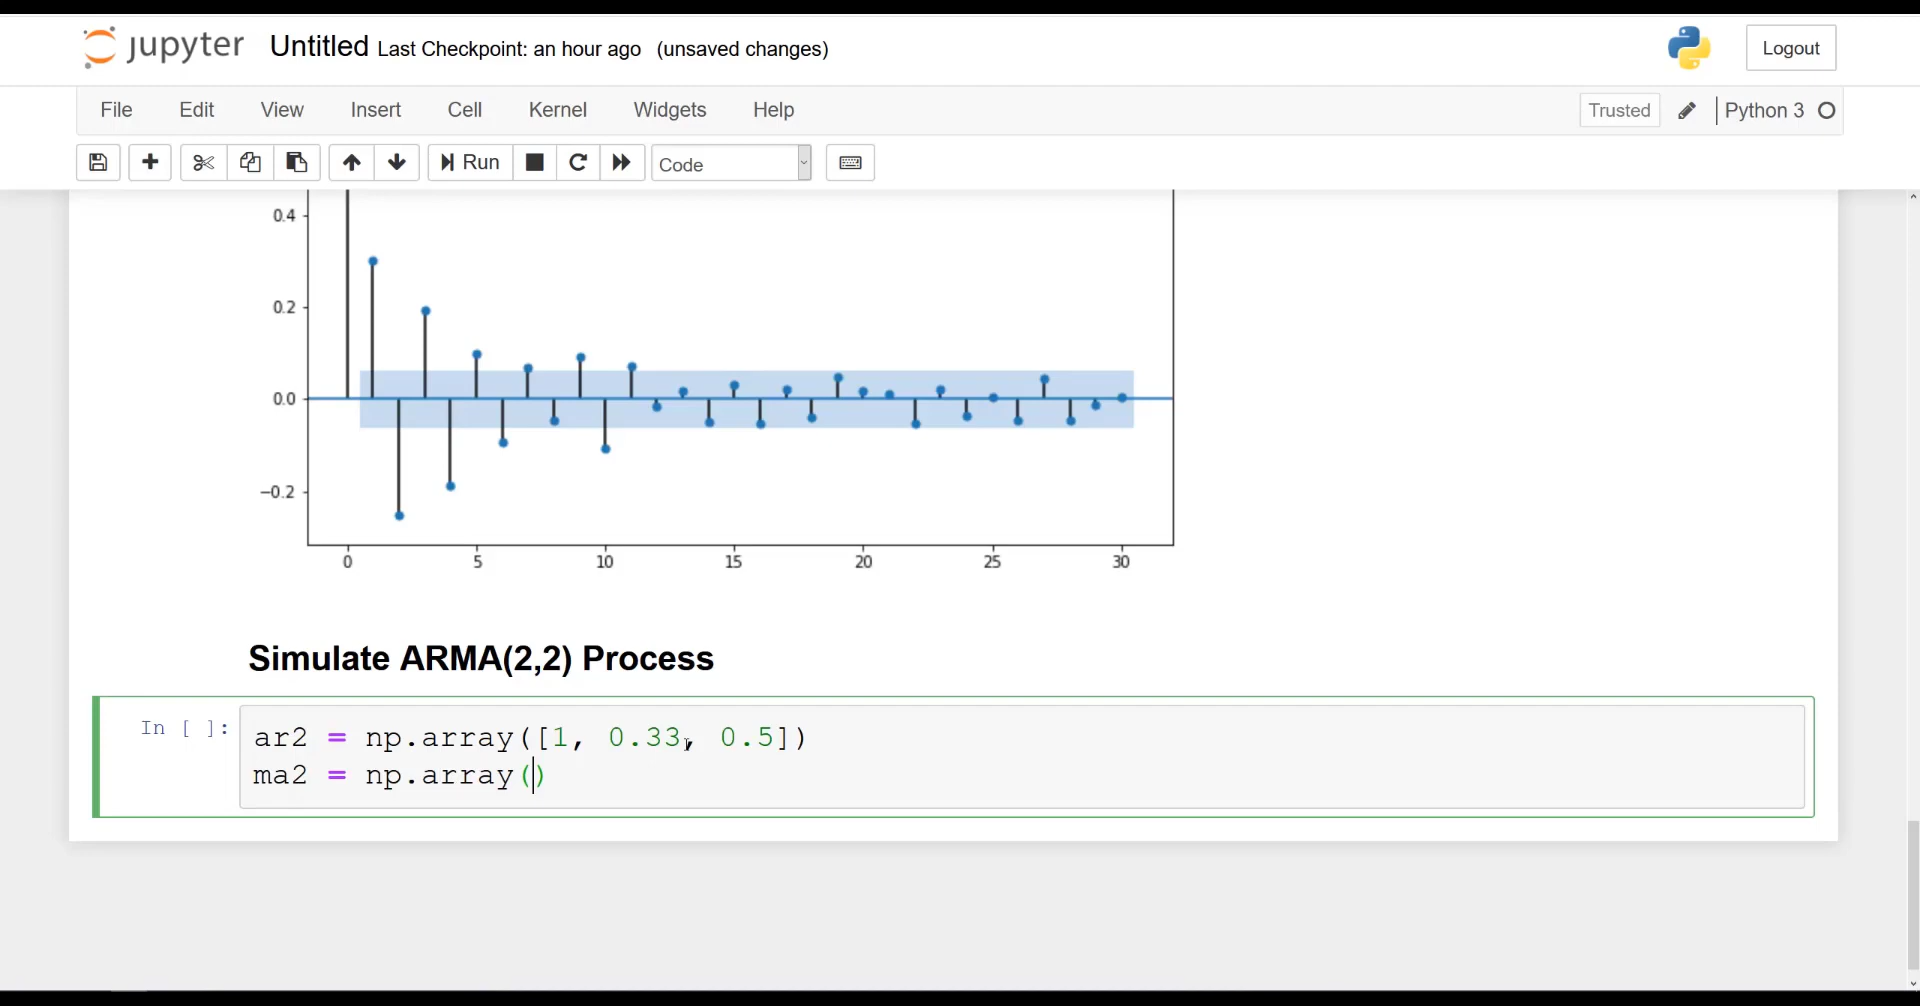 jupyter Untitled Last Checkpoint: an hour ago (unsaved changes)
Logout
File Edit View Insert Cell Kernel Widgets Help
Trusted Python 3
Run Code
0.4
0.2
0.0
−0.2
0 5 10 15 20 25 30
Simulate ARMA(2,2) Process
In [ ]:
ar2 = np.array([1, 0.33, 0.5])
ma2 = np.array()